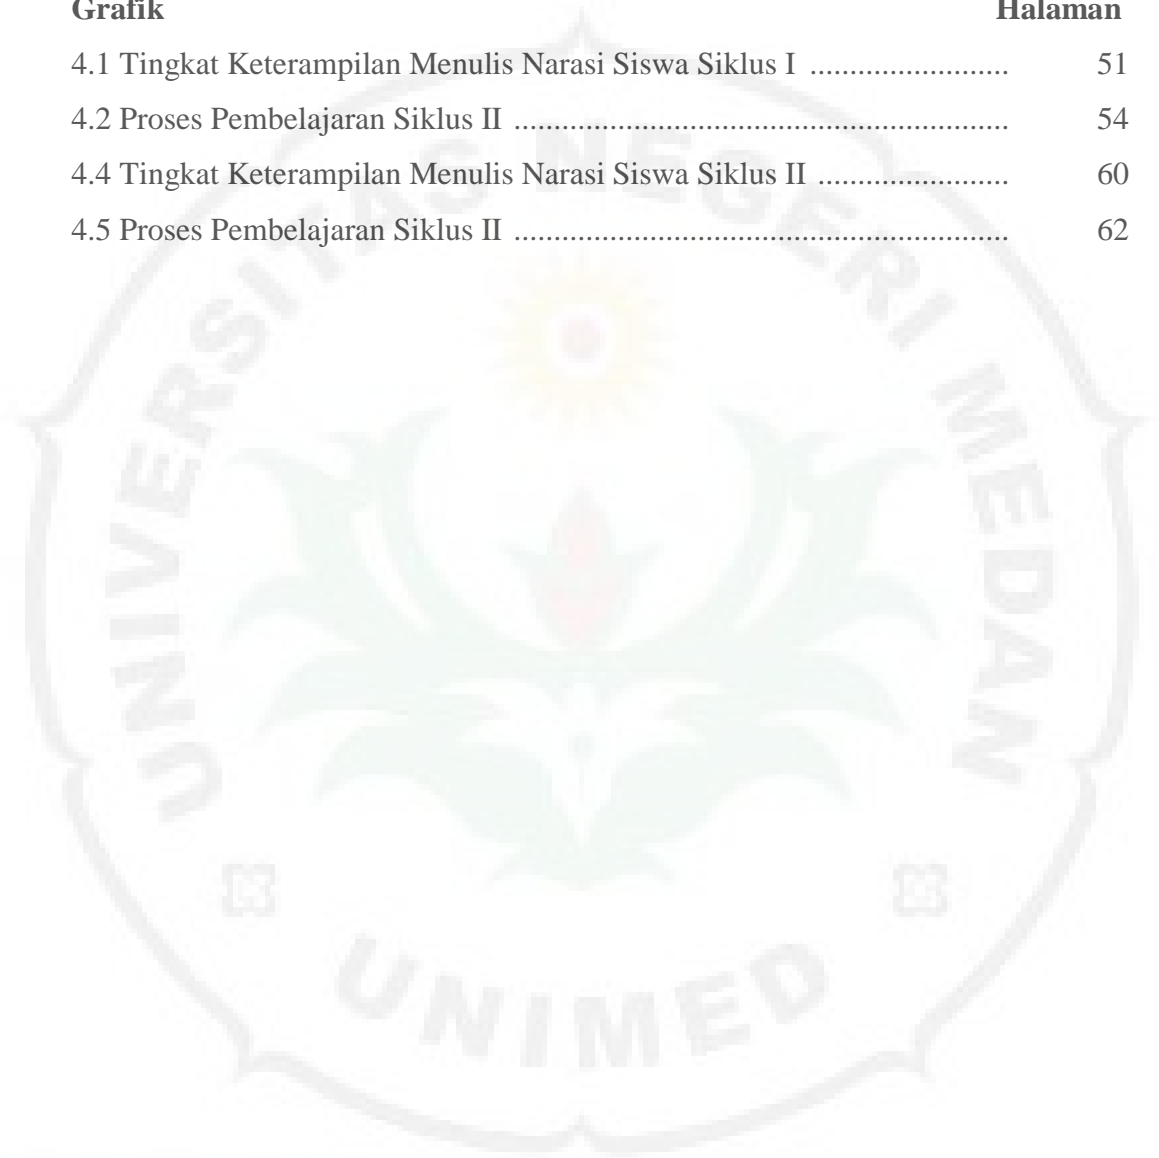 Grafik Halaman
4.1 Tingkat Keterampilan Menulis Narasi Siswa Siklus I ........................ 51
4.2 Proses Pembelajaran Siklus II ............................................................ 54
4.4 Tingkat Keterampilan Menulis Narasi Siswa Siklus II ....................... 60
4.5 Proses Pembelajaran Siklus II ............................................................ 62
UNIVERSITAS NEGERI MEDAN
UNIMED